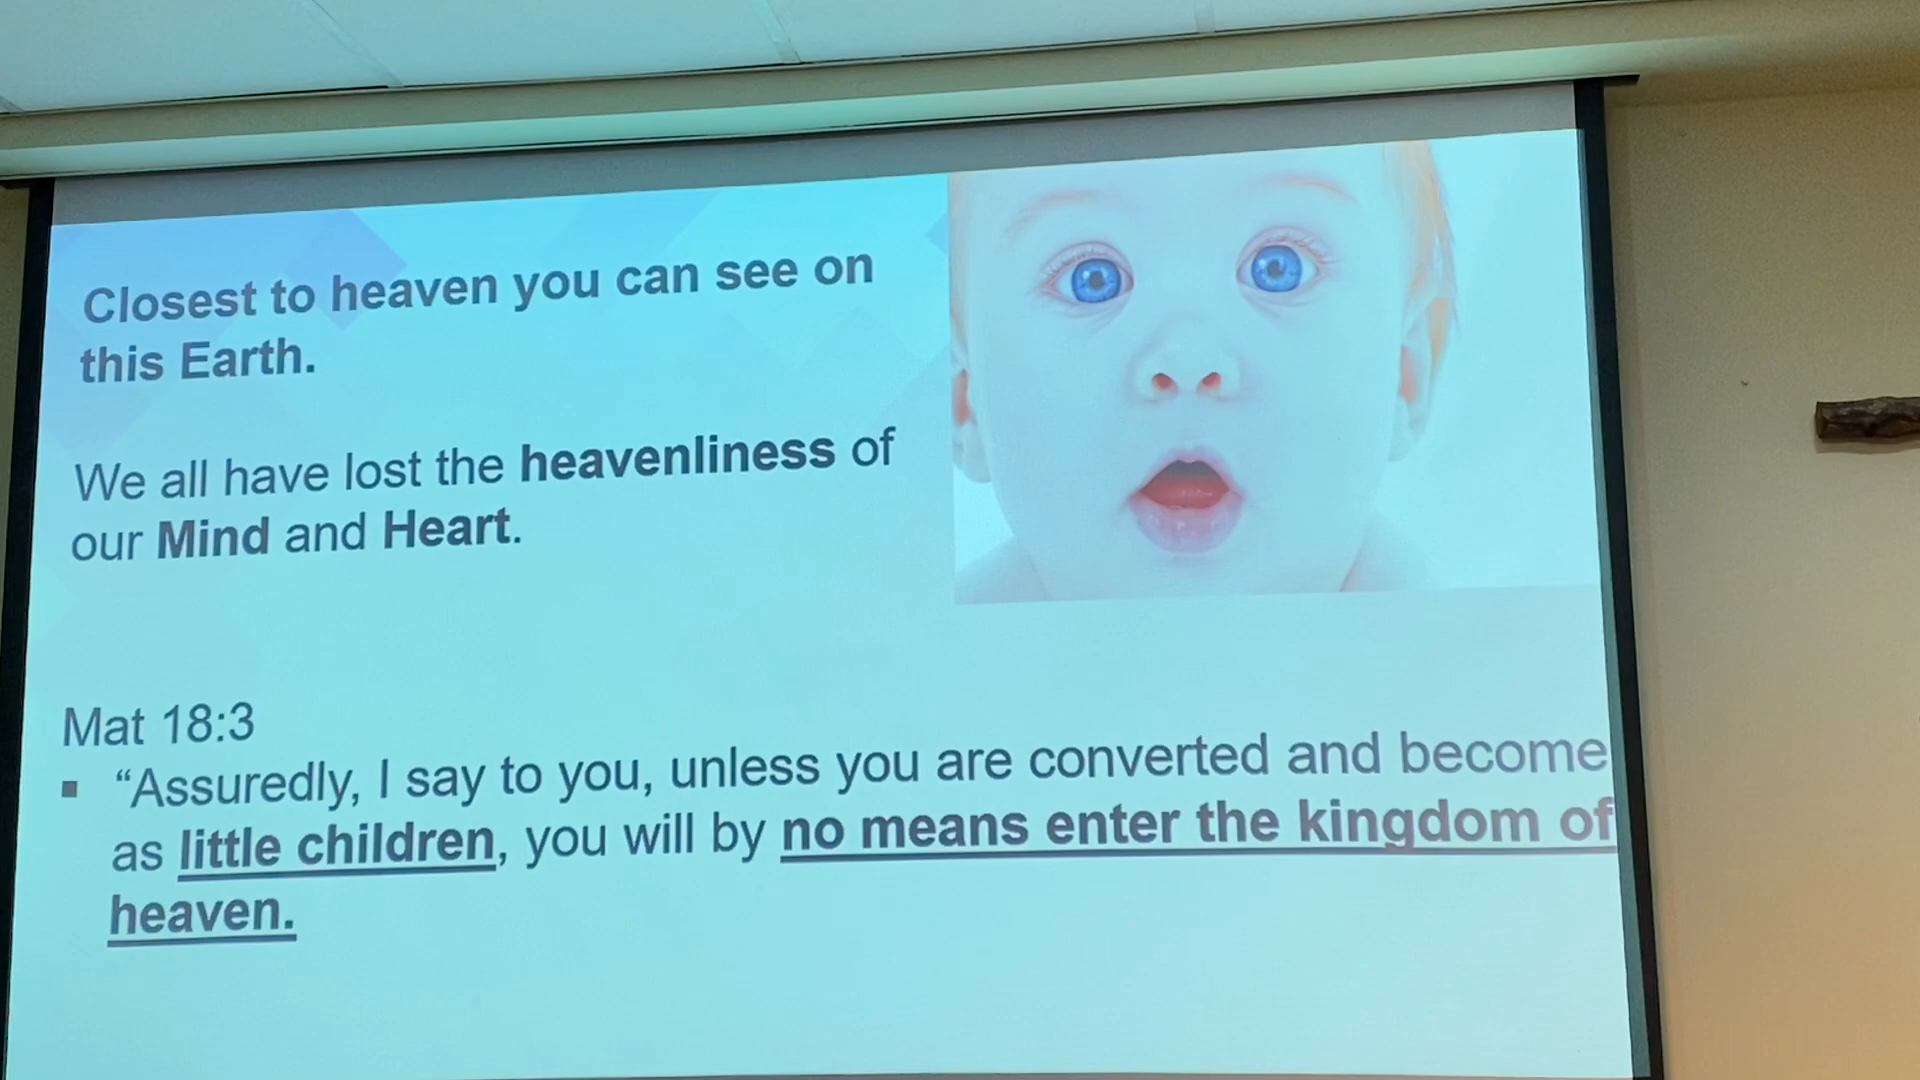 Closest to heaven you can see on
this Earth.
We all have lost the heavenliness of
our Mind and Heart.
Mat 18:3
▪ “Assuredly, I say to you, unless you are converted and become
as little children, you will by no means enter the kingdom of
heaven.